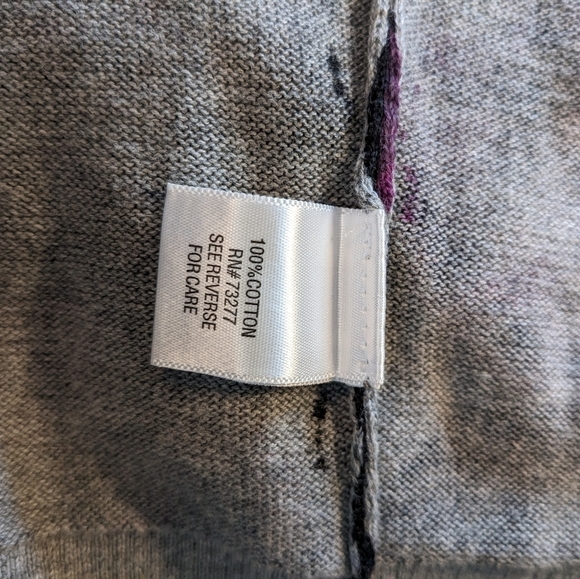 100%COTTON
RN#73277
SEE REVERSE
FOR CARE